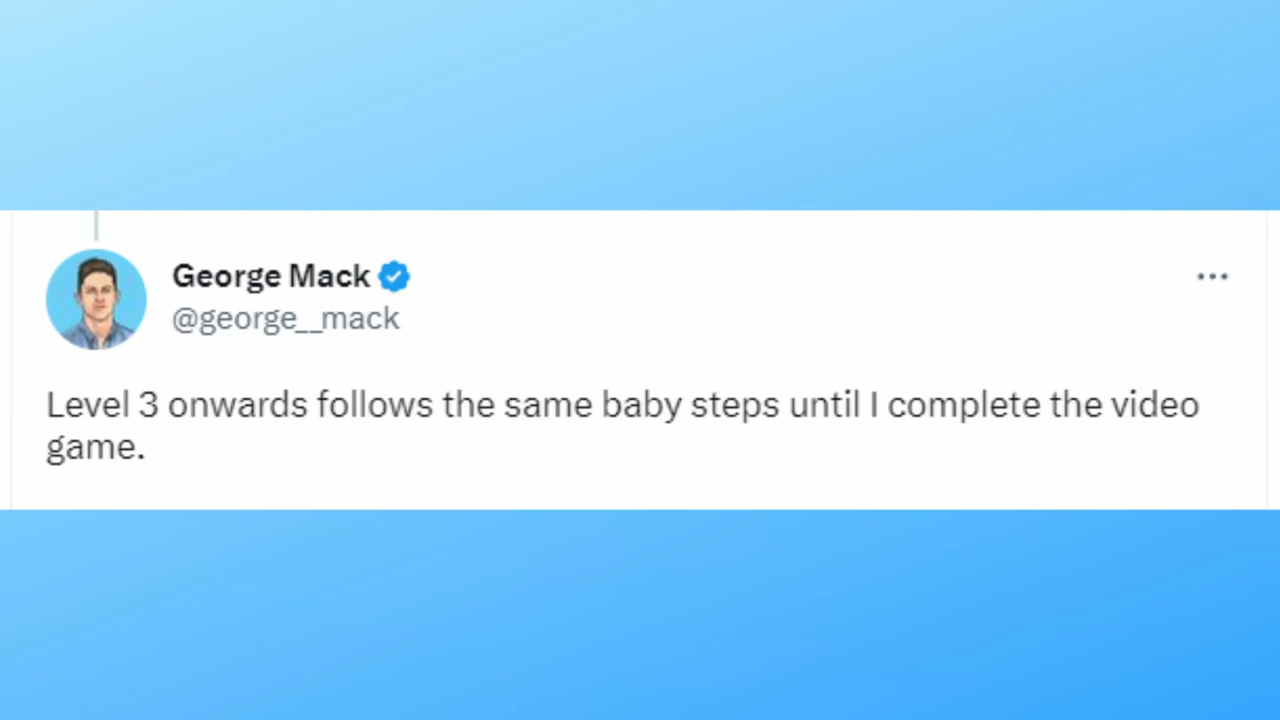 George Mack
@george__mack
Level 3 onwards follows the same baby steps until I complete the video
game.